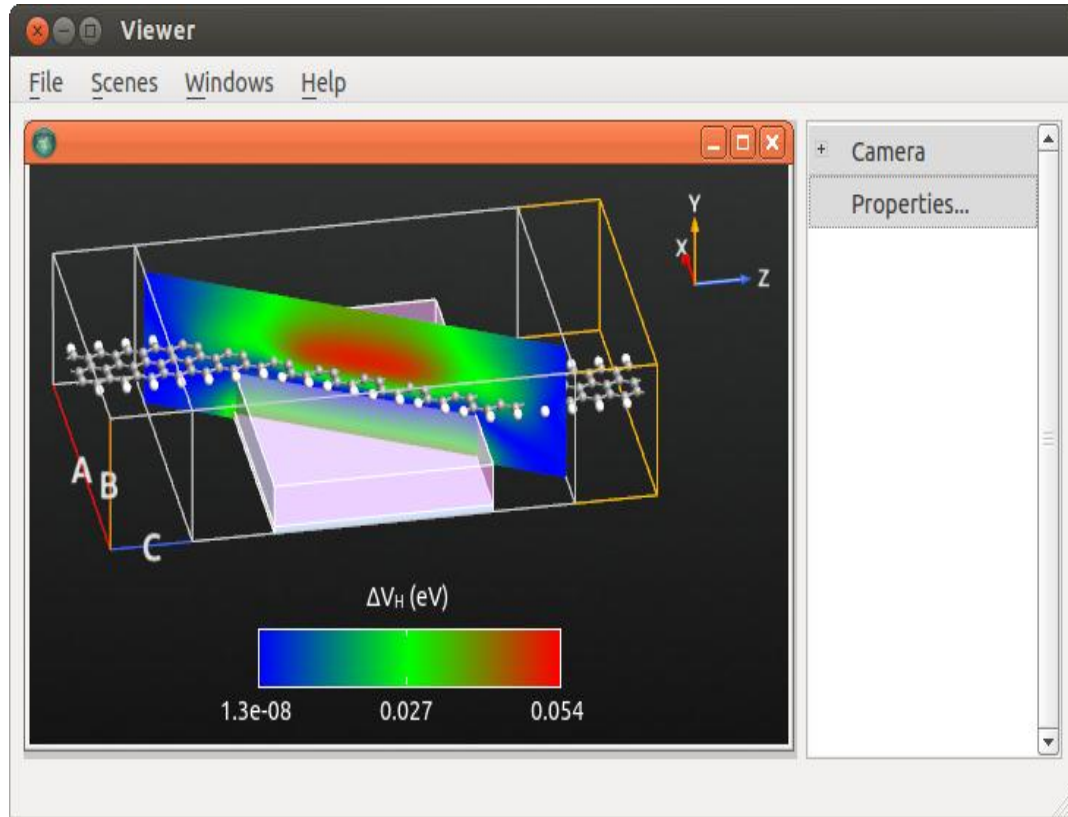 Viewer
File Scenes Windows Help
Camera
Properties...
Y
X
Z
A
B
C
ΔVH (eV)
1.3e-08 0.027 0.054